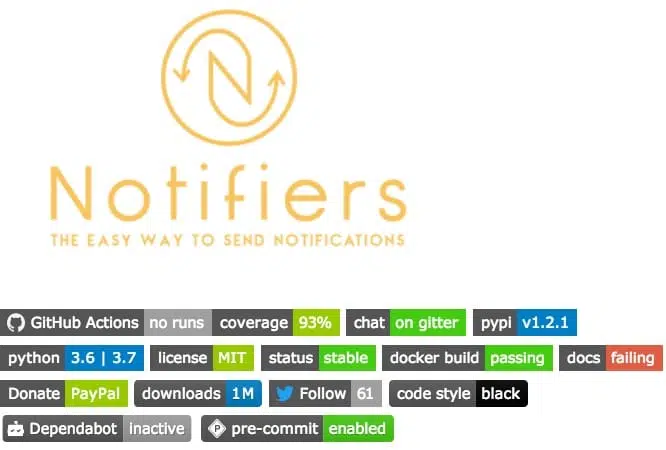 N
Notifiers
THE EASY WAY TO SEND NOTIFICATIONS
GitHub Actions no runs coverage 93% chat on gitter pypi v1.2.1
python 3.6 | 3.7 license MIT status stable docker build passing docs failing
Donate PayPal downloads 1M Follow 61 code style black
Dependabot inactive P pre-commit enabled